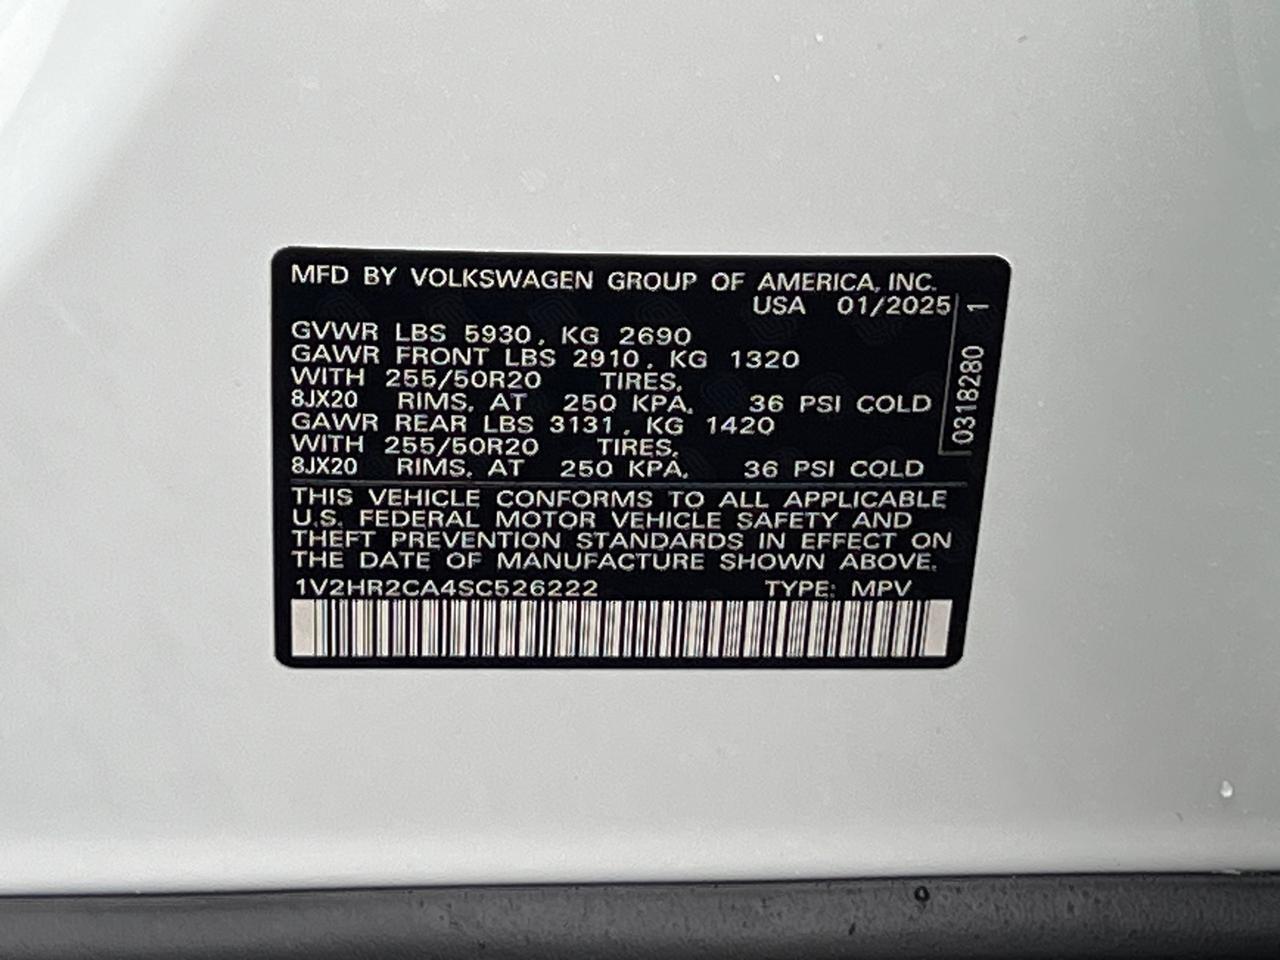 MFD BY VOLKSWAGEN GROUP OF AMERICA, INC.
USA 01/2025
GVWR LBS 5930, KG 2690
GAWR FRONT LBS 2910, KG 1320
WITH 255/50R20 TIRES,
8JX20 RIMS, AT 250 KPA, 36 PSI COLD
GAWR REAR LBS 3131, KG 1420
WITH 255/50R20 TIRES,
8JX20 RIMS, AT 250 KPA, 36 PSI COLD
THIS VEHICLE CONFORMS TO ALL APPLICABLE
U.S. FEDERAL MOTOR VEHICLE SAFETY AND
THEFT PREVENTION STANDARDS IN EFFECT ON
THE DATE OF MANUFACTURE SHOWN ABOVE.
1V2HR2CA4SC526222 TYPE: MPV
0318280 1